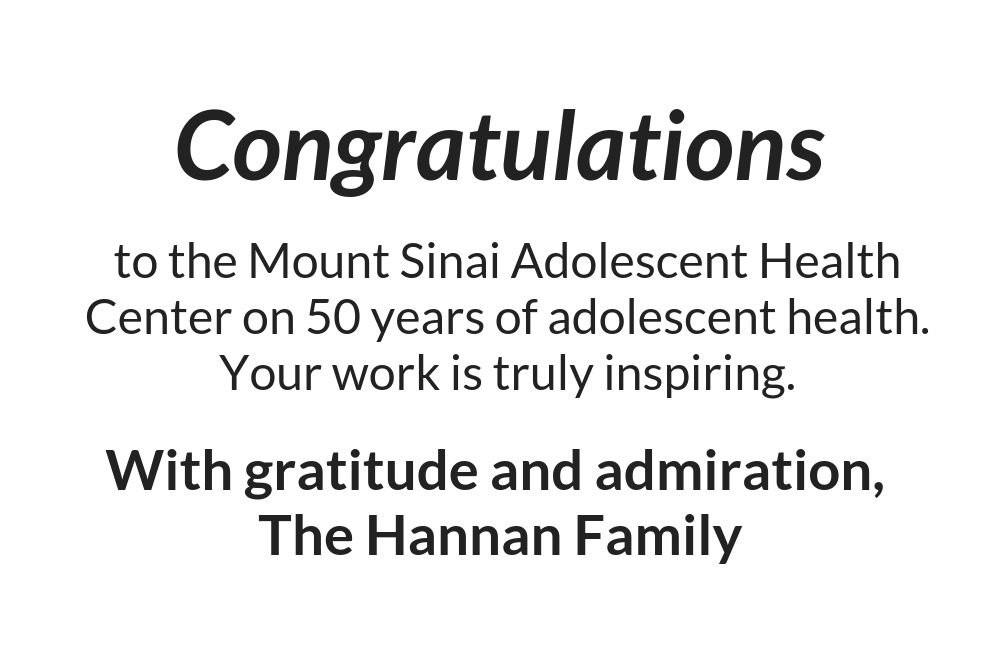 Congratulations
to the Mount Sinai Adolescent Health
Center on 50 years of adolescent health.
Your work is truly inspiring.
With gratitude and admiration,
The Hannan Family